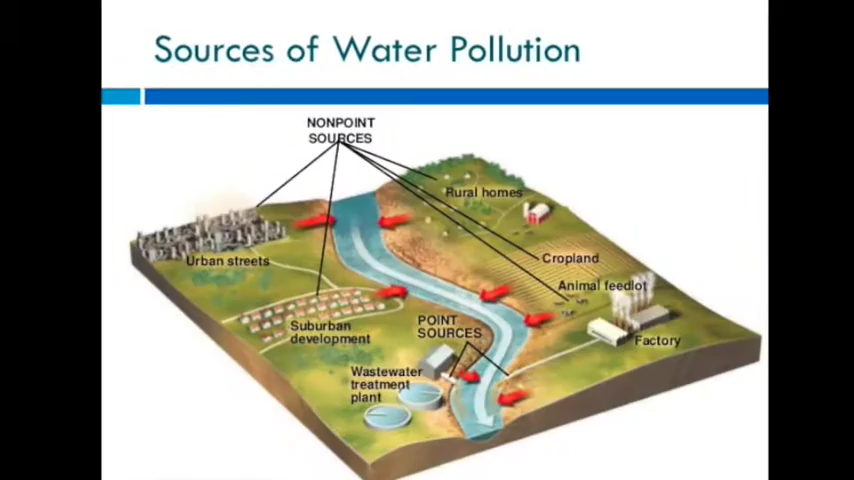 Sources of Water Pollution
NONPOINT
SOURCES
Rural homes
Urban streets
Cropland
Animal feedlot
Suburban
development
POINT
SOURCES
Factory
Wastewater
treatment
plant